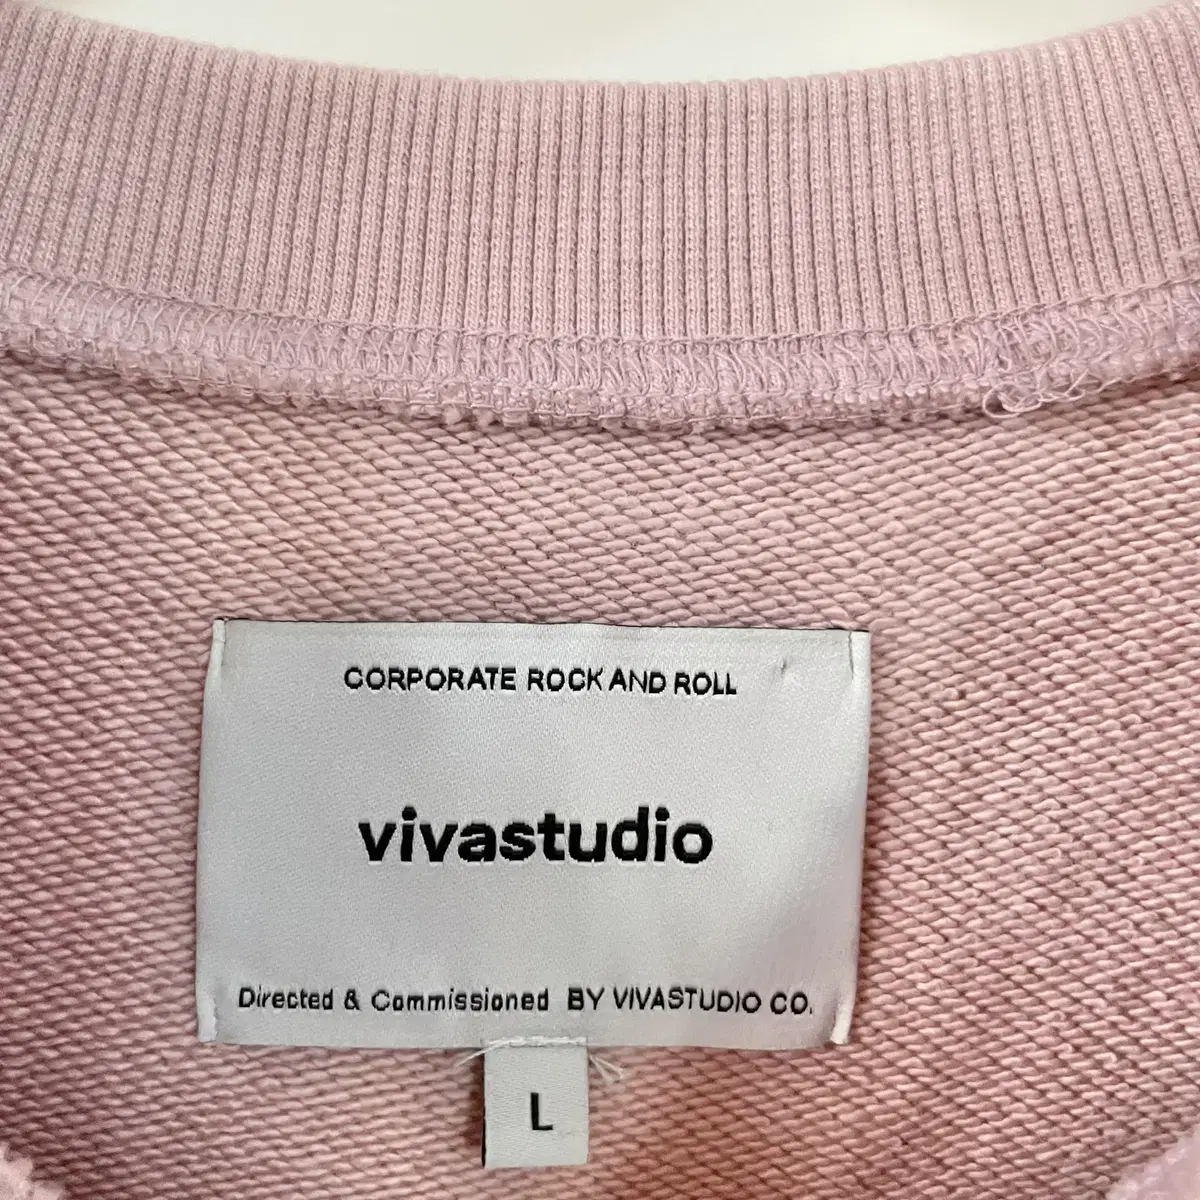 CORPORATE ROCK AND ROLL
vivastudio
Directed & Commissioned BY VIVASTUDIO CO.
L